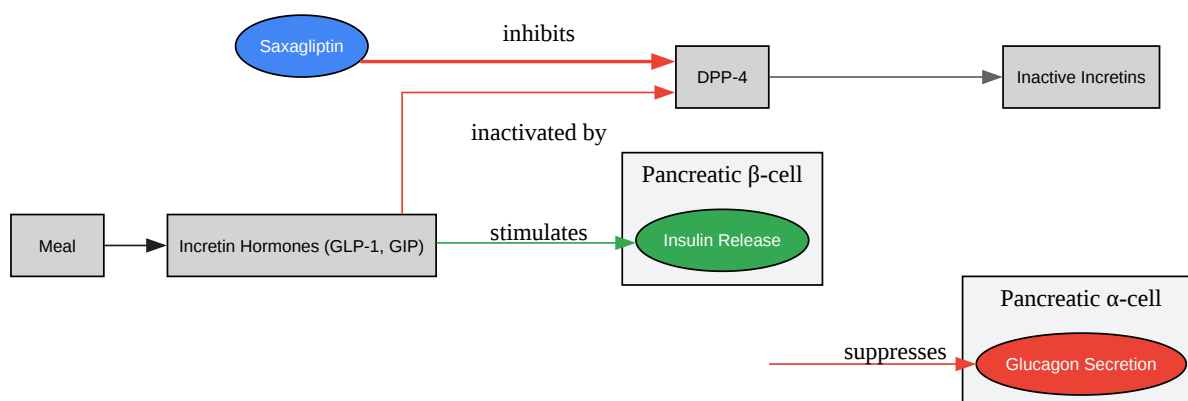 inhibits
Saxagliptin
DPP-4
Inactive Incretins
inactivated by
Pancreatic β-cell
Meal
Incretin Hormones (GLP-1, GIP)
stimulates
Insulin Release
Pancreatic α-cell
suppresses
Glucagon Secretion